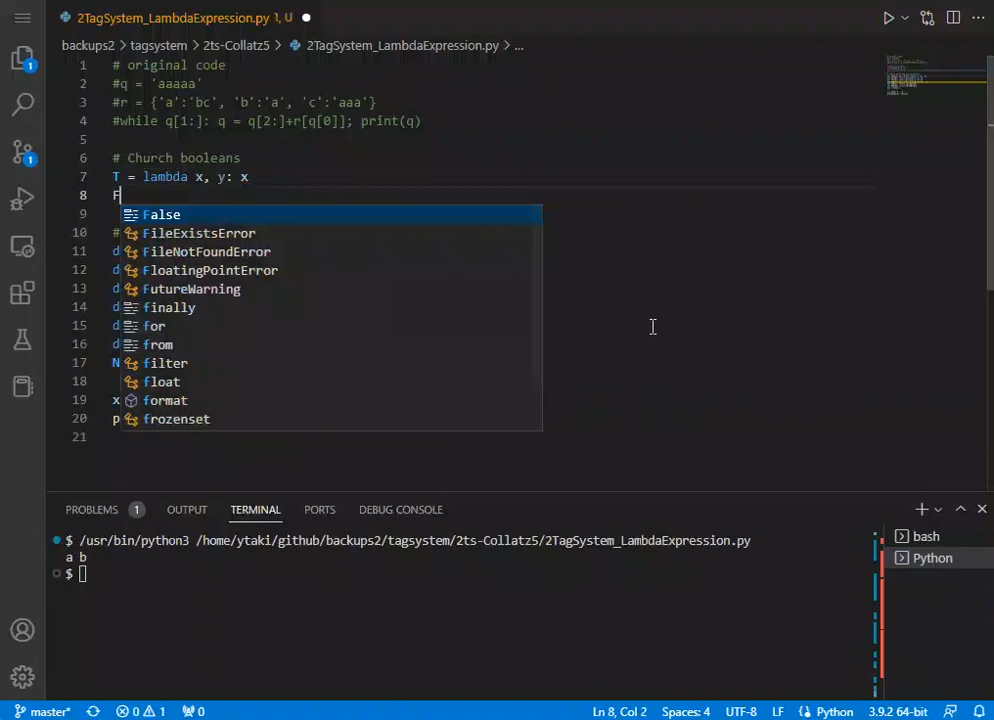 2TagSystem_LambdaExpression.py 1, U
backups2 > tagsystem > 2ts-Collatz5 > 2TagSystem_LambdaExpression.py > ...
1 # original code
2 #q = 'aaaaa'
3 #r = {'a':'bc', 'b':'a', 'c':'aaa'}
4 #while q[1:]: q = q[2:]+r[q[0]]; print(q)
5
6 # Church booleans
7 T = lambda x, y: x
8 F
9 False
10 # FileExistsError
11 d FileNotFoundError
12 d FloatingPointError
13 d FutureWarning
14 d finally
15 d for
16 d from
17 N filter
18 float
19 x format
20 p frozenset
21
PROBLEMS 1 OUTPUT TERMINAL PORTS DEBUG CONSOLE
$ /usr/bin/python3 /home/ytaki/github/backups2/tagsystem/2ts-Collatz5/2TagSystem_LambdaExpression.py
a b
$
bash
Python
1
1
master* 0 1 0 Ln 8, Col 2 Spaces: 4 UTF-8 LF Python 3.9.2 64-bit